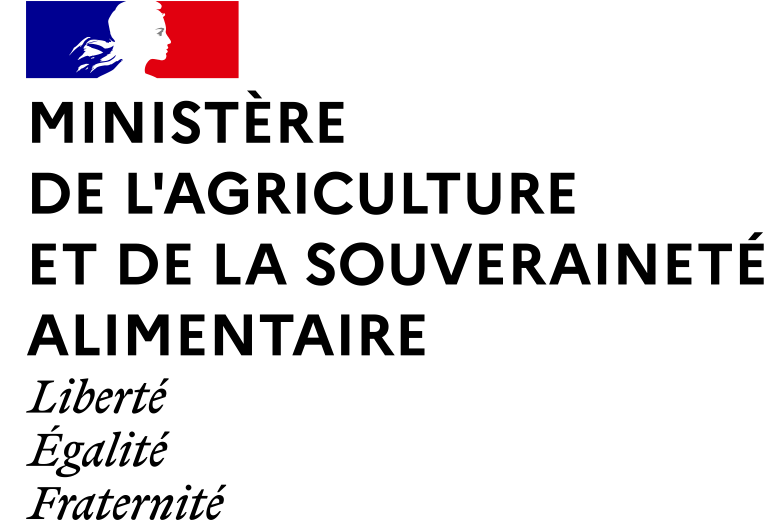 MINISTÈRE
DE L'AGRICULTURE
ET DE LA SOUVERAINETÉ
ALIMENTAIRE
Liberté
Égalité
Fraternité